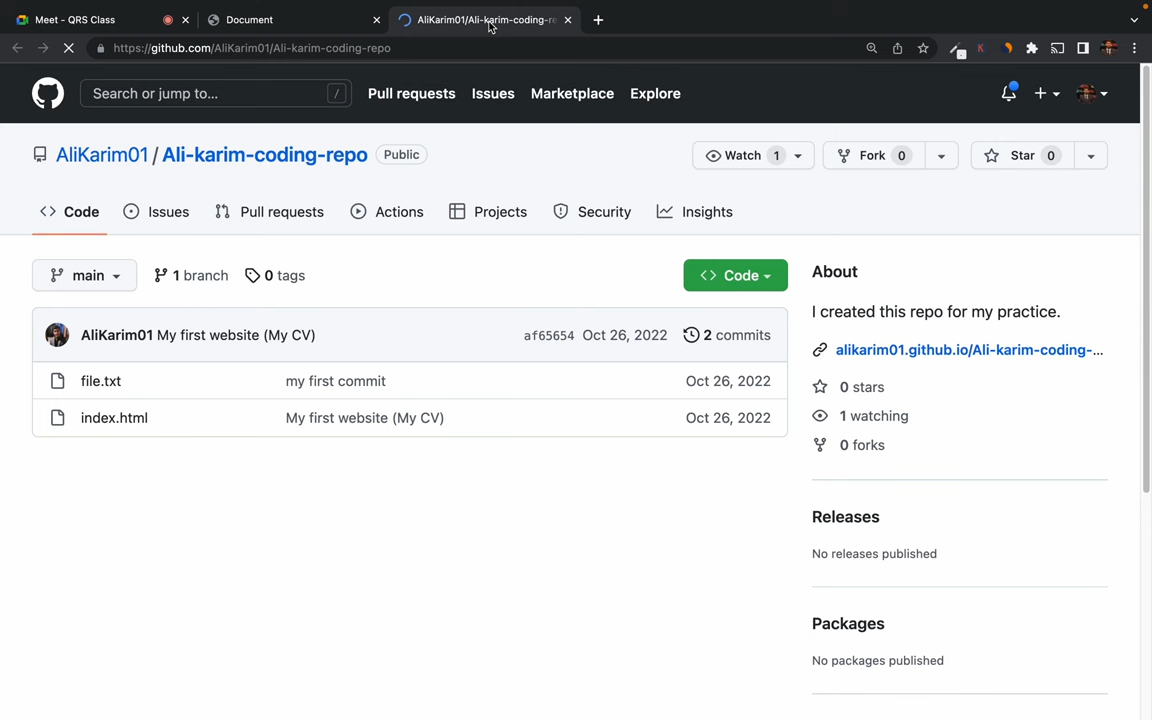 Meet - QRS Class
Document
AliKarim01/Ali-karim-coding-re
https://github.com/AliKarim01/Ali-karim-coding-repo
Search or jump to... /
Pull requests Issues Marketplace Explore
AliKarim01 / Ali-karim-coding-repo Public
Watch 1 Fork 0 Star 0
Code Issues Pull requests Actions Projects Security Insights
main 1 branch 0 tags Code
About
I created this repo for my practice.
AliKarim01 My first website (My CV) af65654 Oct 26, 2022 2 commits
alikarim01.github.io/Ali-karim-coding-...
file.txt my first commit Oct 26, 2022
0 stars
index.html My first website (My CV) Oct 26, 2022
1 watching
0 forks
Releases
No releases published
Packages
No packages published